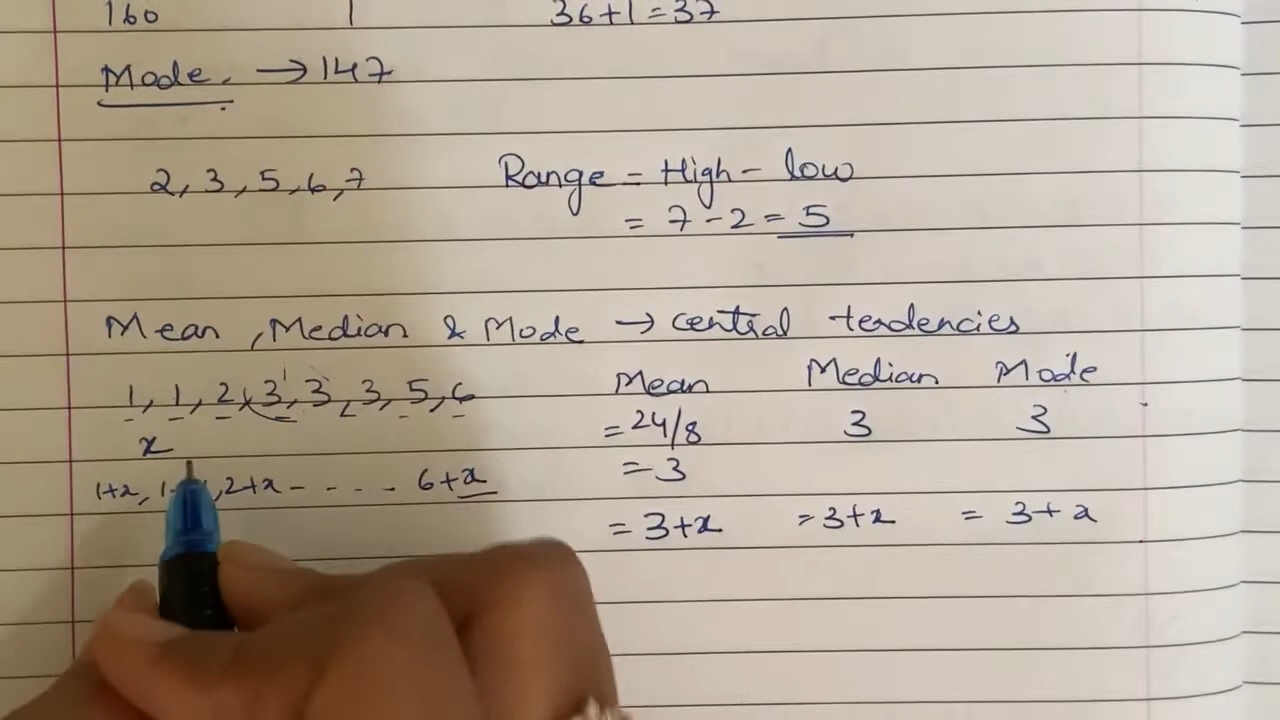 160 1 36+1=37
Mode. → 147
2, 3, 5, 6, 7 Range = High - low
= 7 - 2 = 5
Mean, Median & Mode → central tendencies
1, 1, 2, 3, 3, 3, 5, 6 Mean Median Mode
= 24/8 3 3
x
= 3
1+x, 2+x - - - - - 6+x
= 3+x = 3+x = 3+x